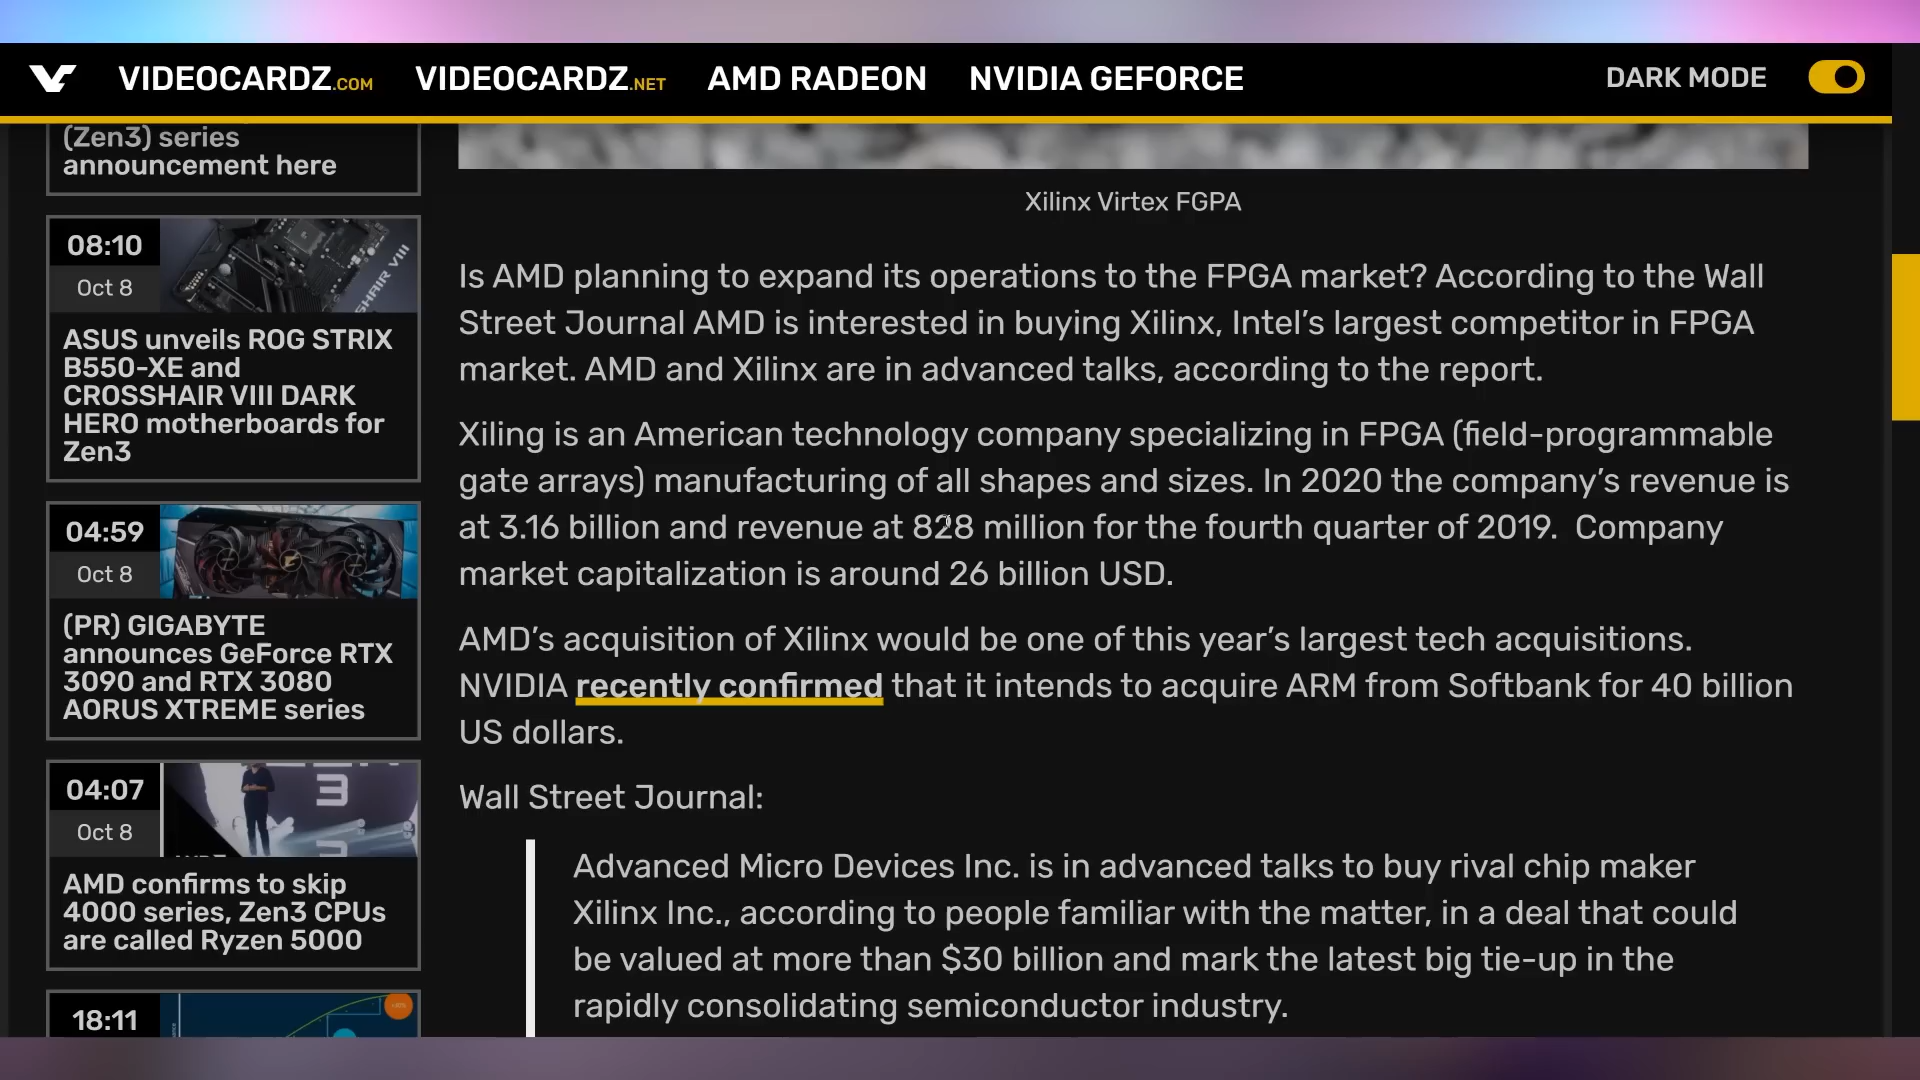 VIDEOCARDZ.COM VIDEOCARDZ.NET AMD RADEON NVIDIA GEFORCE DARK MODE
(Zen3) series
announcement here
08:10
Oct 8
SHAIR VIII
ASUS unveils ROG STRIX
B550-XE and
CROSSHAIR VIII DARK
HERO motherboards for
Zen3
04:59
Oct 8
(PR) GIGABYTE
announces GeForce RTX
3090 and RTX 3080
AORUS XTREME series
04:07
Oct 8
3
AMD confirms to skip
4000 series, Zen3 CPUs
are called Ryzen 5000
18:11
Xilinx Virtex FGPA
Is AMD planning to expand its operations to the FPGA market? According to the Wall
Street Journal AMD is interested in buying Xilinx, Intel’s largest competitor in FPGA
market. AMD and Xilinx are in advanced talks, according to the report.
Xiling is an American technology company specializing in FPGA (field-programmable
gate arrays) manufacturing of all shapes and sizes. In 2020 the company’s revenue is
at 3.16 billion and revenue at 828 million for the fourth quarter of 2019. Company
market capitalization is around 26 billion USD.
AMD’s acquisition of Xilinx would be one of this year’s largest tech acquisitions.
NVIDIA recently confirmed that it intends to acquire ARM from Softbank for 40 billion
US dollars.
Wall Street Journal:
Advanced Micro Devices Inc. is in advanced talks to buy rival chip maker
Xilinx Inc., according to people familiar with the matter, in a deal that could
be valued at more than $30 billion and mark the latest big tie-up in the
rapidly consolidating semiconductor industry.